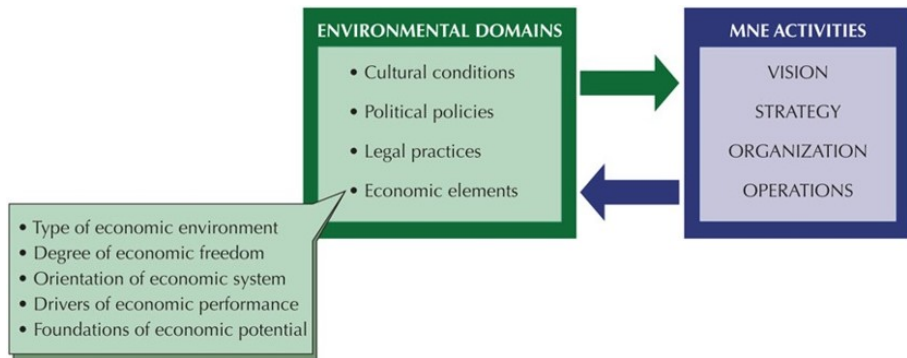 ENVIRONMENTAL DOMAINS
• Cultural conditions
• Political policies
• Legal practices
• Economic elements
MNE ACTIVITIES
VISION
STRATEGY
ORGANIZATION
OPERATIONS
• Type of economic environment
• Degree of economic freedom
• Orientation of economic system
• Drivers of economic performance
• Foundations of economic potential